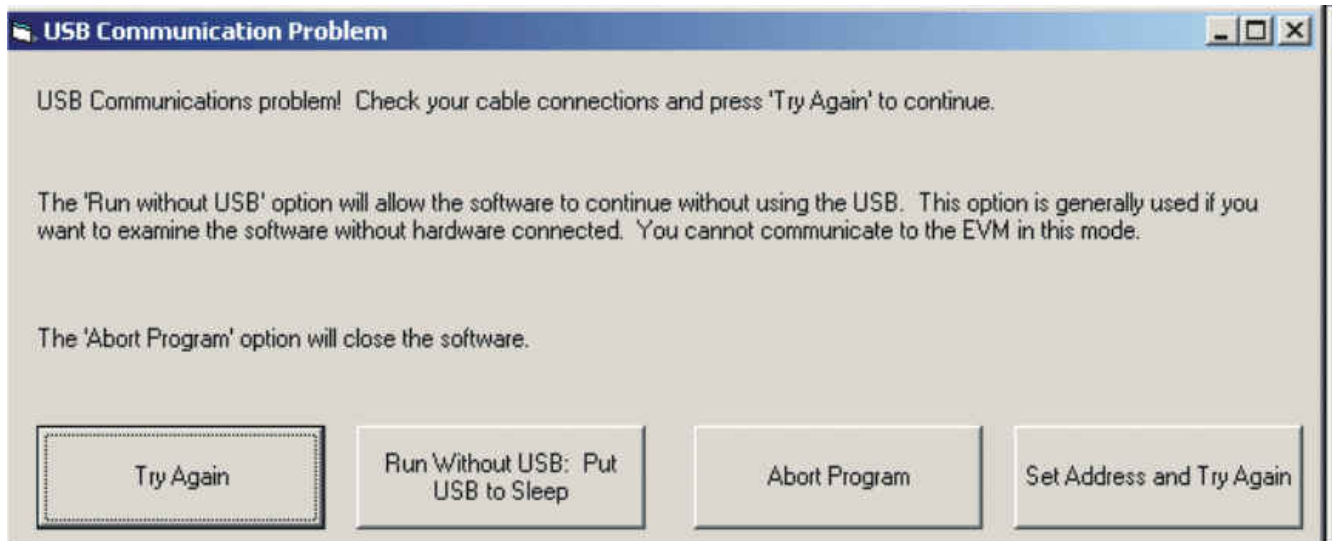 USB Communication Problem
USB Communications problem!  Check your cable connections and press 'Try Again' to continue.
The 'Run without USB' option will allow the software to continue without using the USB.  This option is generally used if you
want to examine the software without hardware connected.  You cannot communicate to the EVM in this mode.
The 'Abort Program' option will close the software.
Try Again
Run Without USB:  Put
USB to Sleep
Abort Program
Set Address and Try Again